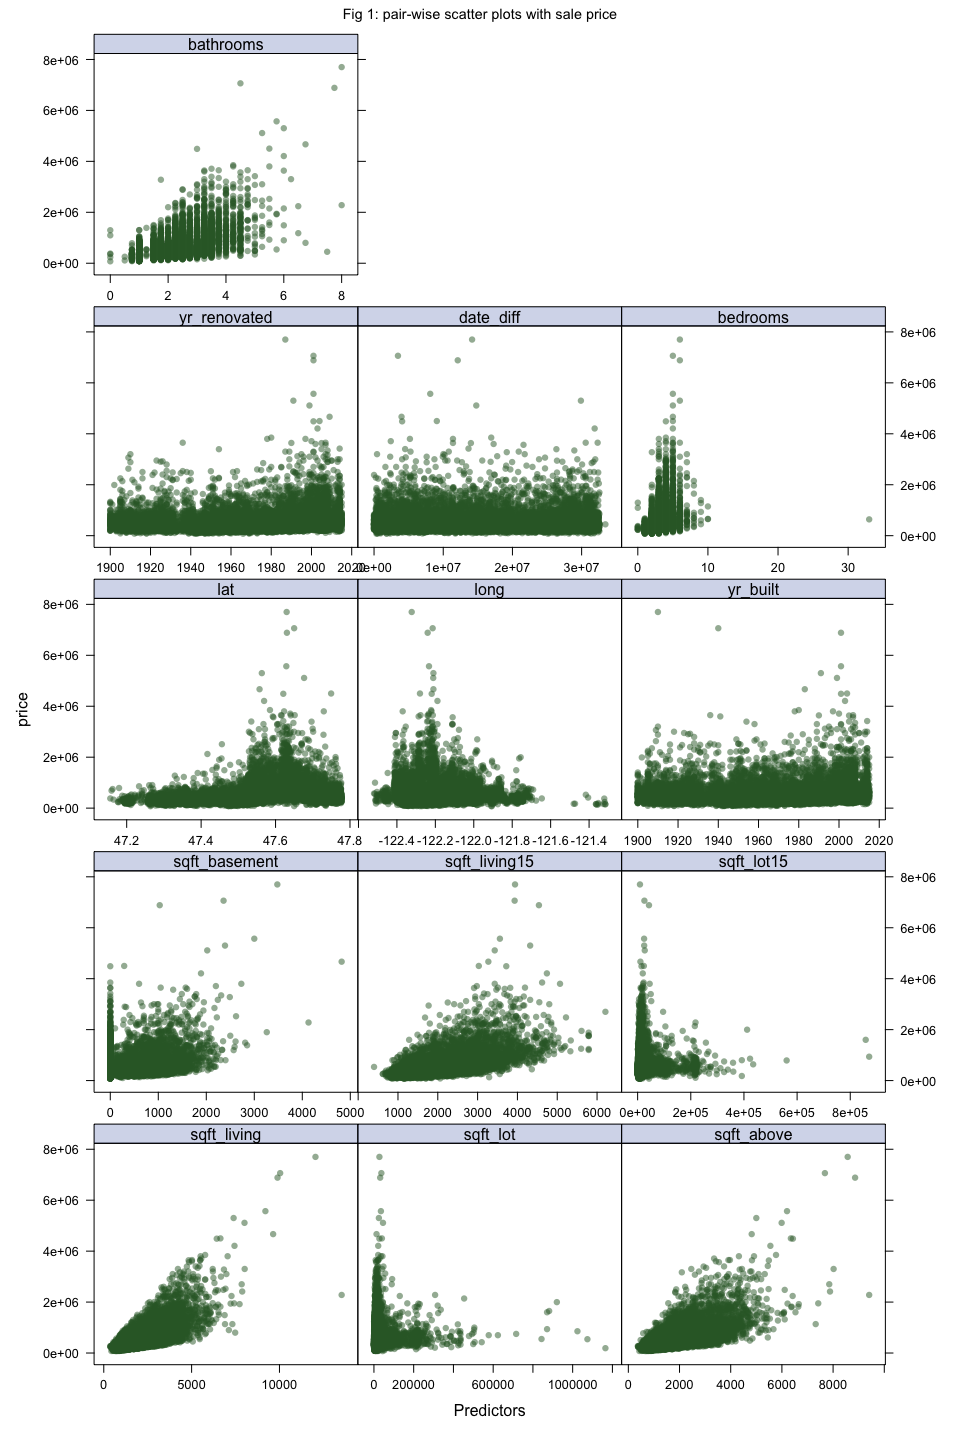 Fig 1: pair-wise scatter plots with sale price
bathrooms
8e+06
6e+06
4e+06
2e+06
0e+00
0 2 4 6 8
yr_renovated date_diff bedrooms
8e+06
6e+06
4e+06
2e+06
0e+00
1900 1920 1940 1960 1980 2000 2020 0e+00 1e+07 2e+07 3e+07 0 10 20 30
lat long yr_built
8e+06
6e+06
4e+06
2e+06
0e+00
47.2 47.4 47.6 47.8 -122.4 -122.2 -122.0 -121.8 -121.6 -121.4 1900 1920 1940 1960 1980 2000 2020
price
sqft_basement sqft_living15 sqft_lot15
8e+06
6e+06
4e+06
2e+06
0e+00
0 1000 2000 3000 4000 5000 1000 2000 3000 4000 5000 6000 0e+00 2e+05 4e+05 6e+05 8e+05
sqft_living sqft_lot sqft_above
8e+06
6e+06
4e+06
2e+06
0e+00
0 5000 10000 0 200000 600000 1000000 0 2000 4000 6000 8000
Predictors